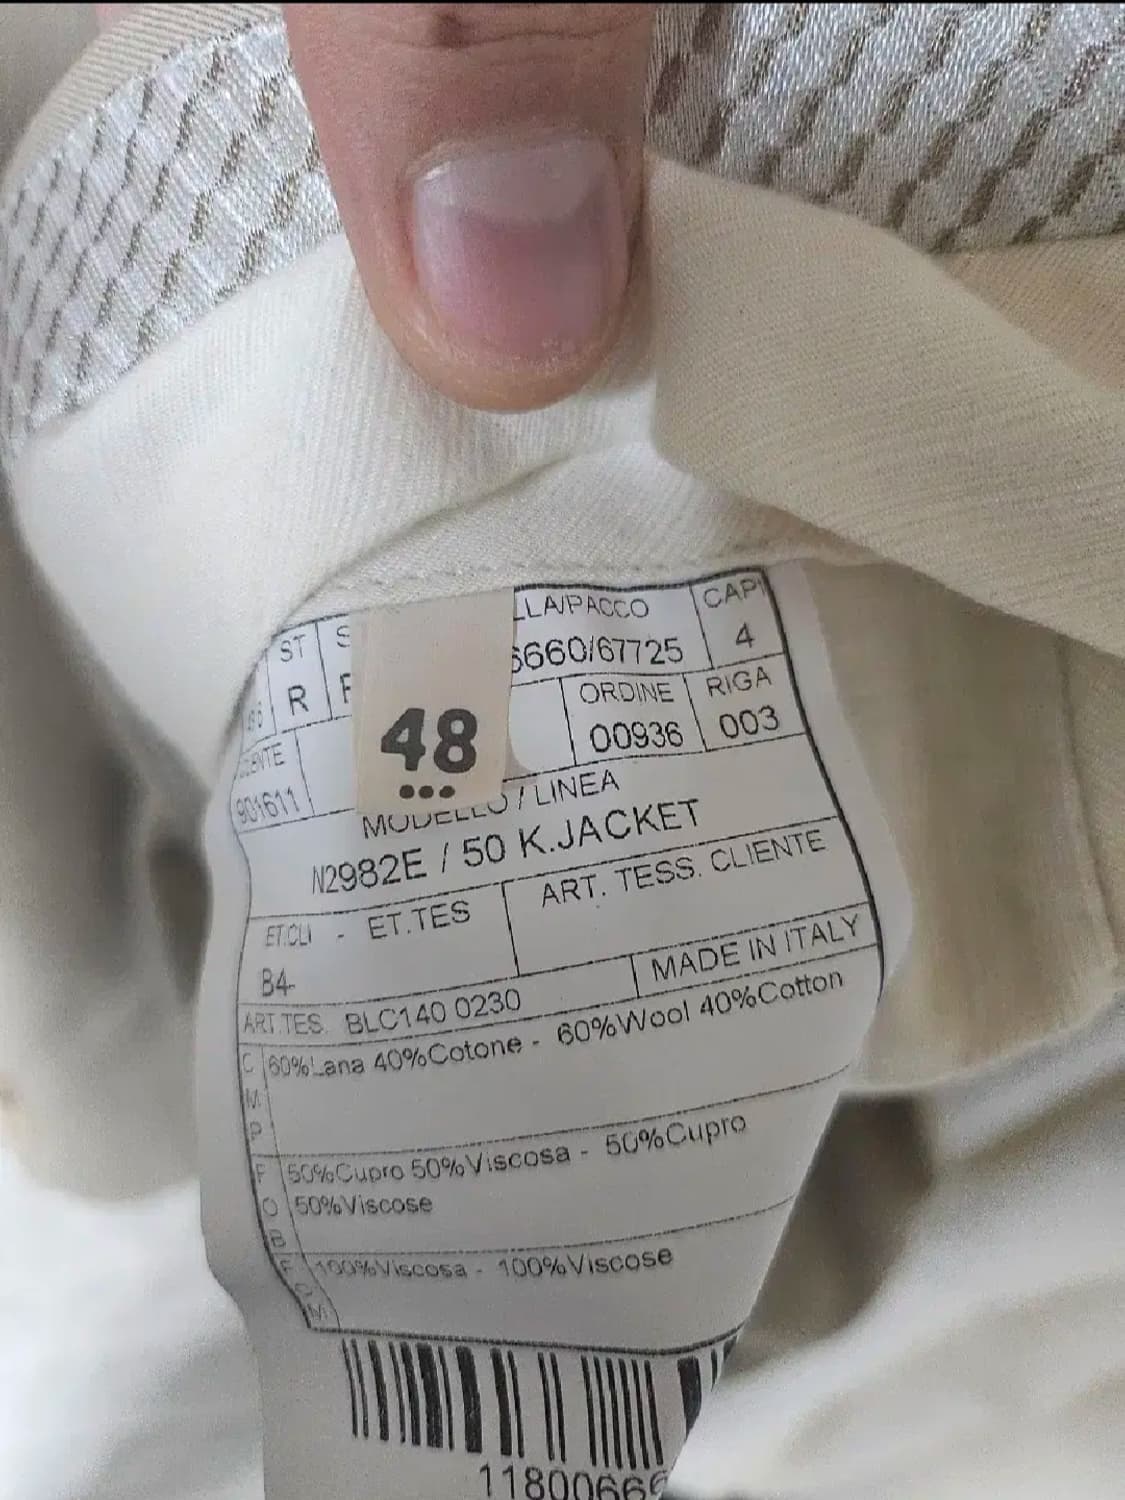 ST S LLA/PACCO CAPI
R 6660/67725 4
48
ORDINE RIGA
00936 003
901611
MODELLO / LINEA
N2982E / 50 K.JACKET
ET.CLI - ET.TES ART. TESS. CLIENTE
B4-
MADE IN ITALY
ART.TES. BLC140 0230
C 60%Lana 40%Cotone - 60%Wool 40%Cotton
M
P
F 50%Cupro 50%Viscosa - 50%Cupro
O 50%Viscose
B
F 100%Viscosa - 100%Viscose
O
M
11800666